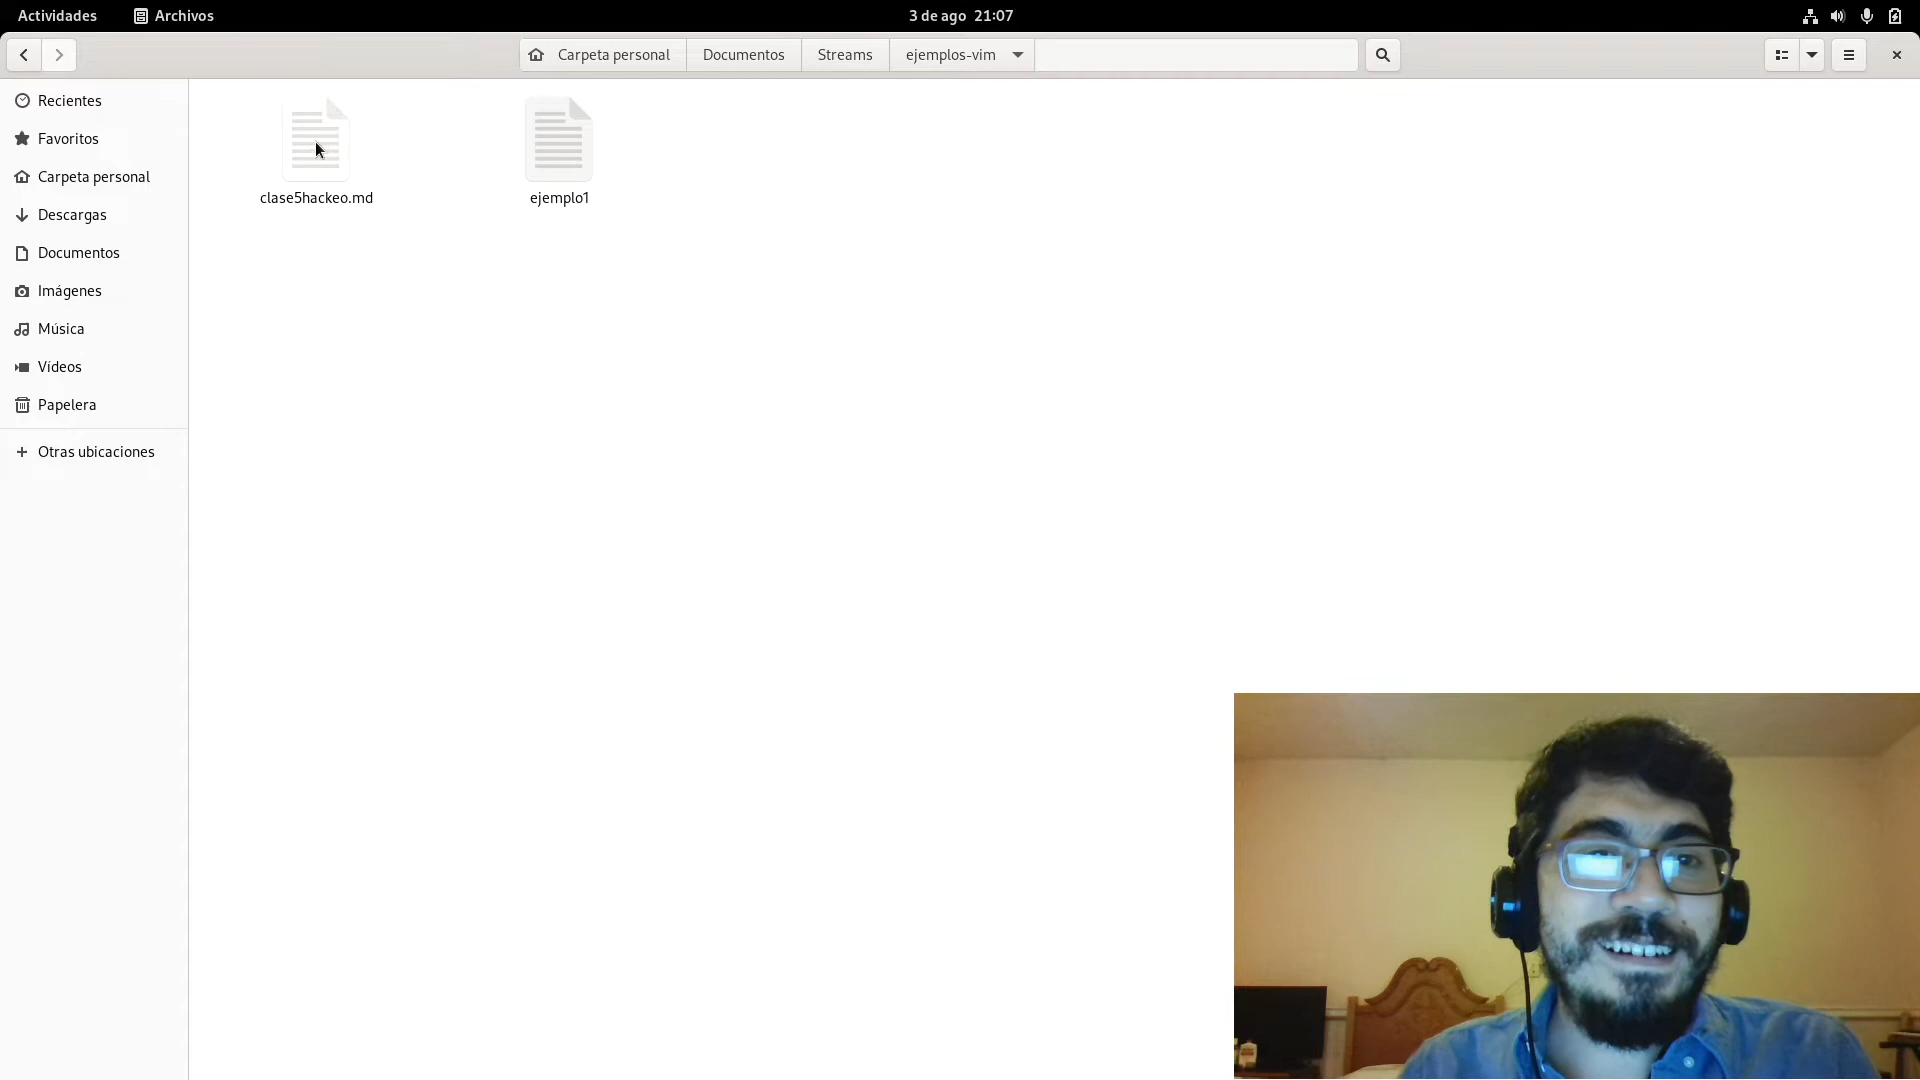 Actividades
Archivos
3 de ago 21:07
Carpeta personal
Documentos
Streams
ejemplos-vim
Recientes
Favoritos
Carpeta personal
Descargas
Documentos
Imágenes
Música
Vídeos
Papelera
Otras ubicaciones
clase5hackeo.md
ejemplo1